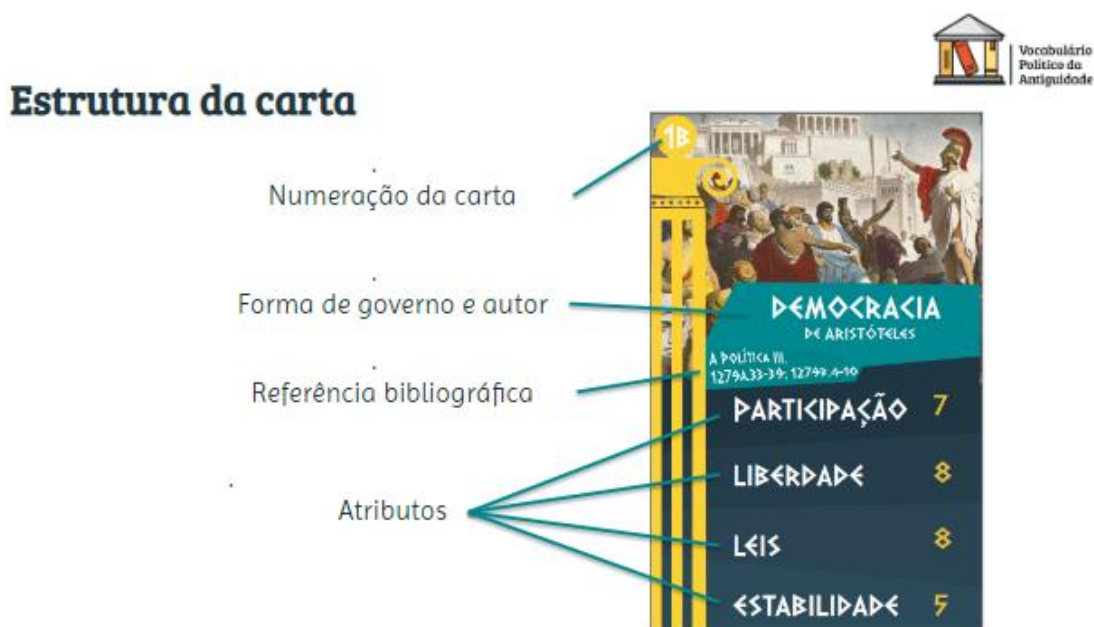 Vocabulário
Político da
Antiguidade
Estrutura da carta
Numeração da carta
Forma de governo e autor
Referência bibliográfica
Atributos
1B
DEMOCRACIA
DE ARISTÓTELES
A POLÍTICA III.
PARTICIPAÇÃO 7
LIBERDADE 8
LEIS 8
ESTABILIDADE 5